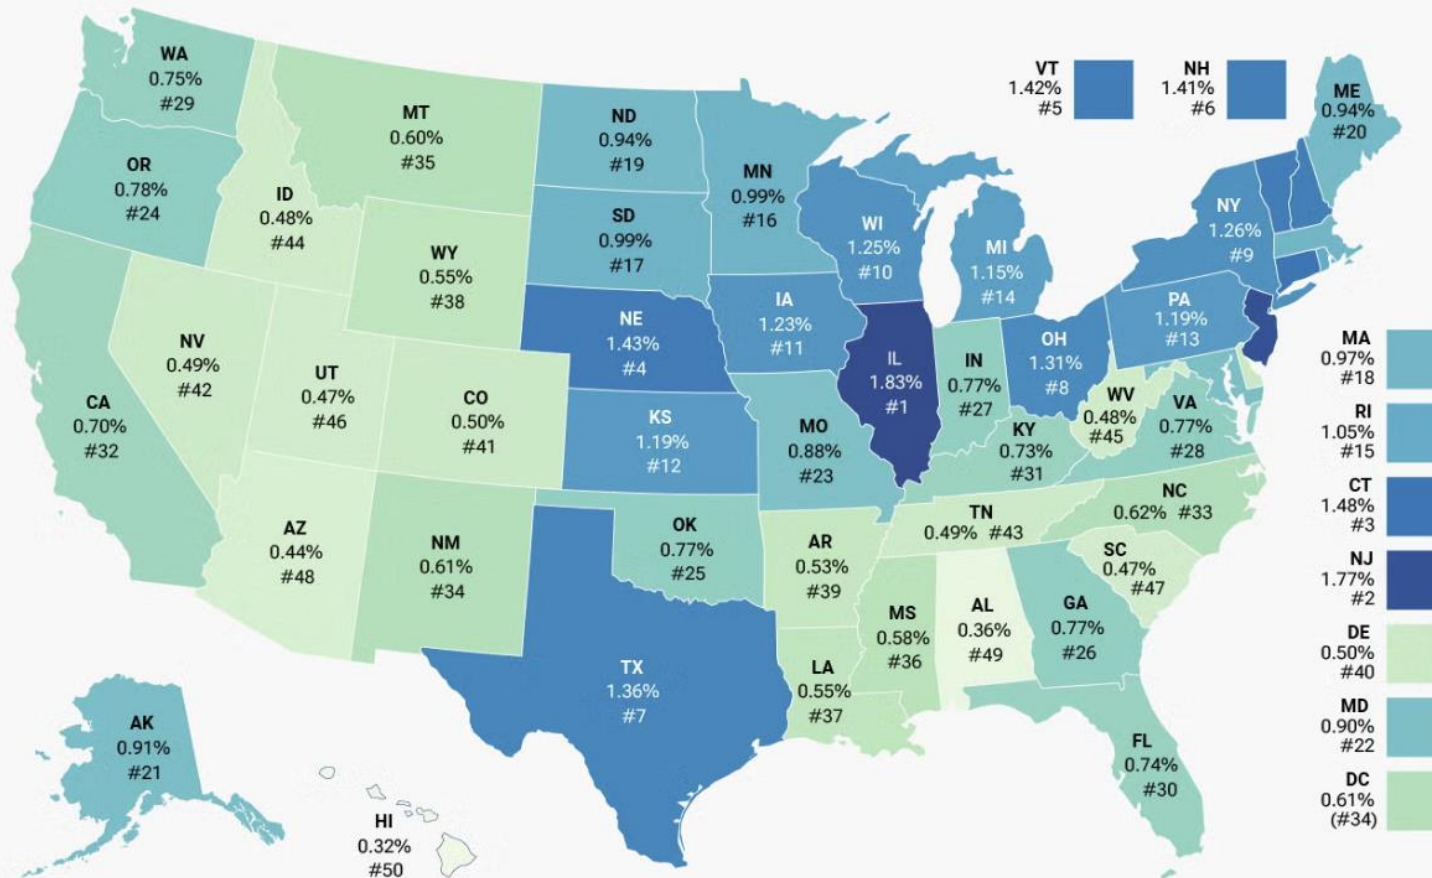 WA
0.75%
#29
OR
0.78%
#24
CA
0.70%
#32
ID
0.48%
#44
NV
0.49%
#42
MT
0.60%
#35
WY
0.55%
#38
UT
0.47%
#46
CO
0.50%
#41
AZ
0.44%
#48
NM
0.61%
#34
ND
0.94%
#19
SD
0.99%
#17
NE
1.43%
#4
KS
1.19%
#12
OK
0.77%
#25
TX
1.36%
#7
MN
0.99%
#16
IA
1.23%
#11
MO
0.88%
#23
AR
0.53%
#39
LA
0.55%
#37
WI
1.25%
#10
IL
1.83%
#1
MI
1.15%
#14
IN
0.77%
#27
OH
1.31%
#8
KY
0.73%
#31
TN
0.49% #43
MS
0.58%
#36
AL
0.36%
#49
GA
0.77%
#26
FL
0.74%
#30
SC
0.47%
#47
NC
0.62% #33
VA
0.77%
#28
WV
0.48%
#45
PA
1.19%
#13
NY
1.26%
#9
VT
1.42%
#5
NH
1.41%
#6
ME
0.94%
#20
MA
0.97%
#18
RI
1.05%
#15
CT
1.48%
#3
NJ
1.77%
#2
DE
0.50%
#40
MD
0.90%
#22
DC
0.61%
(#34)
AK
0.91%
#21
HI
0.32%
#50